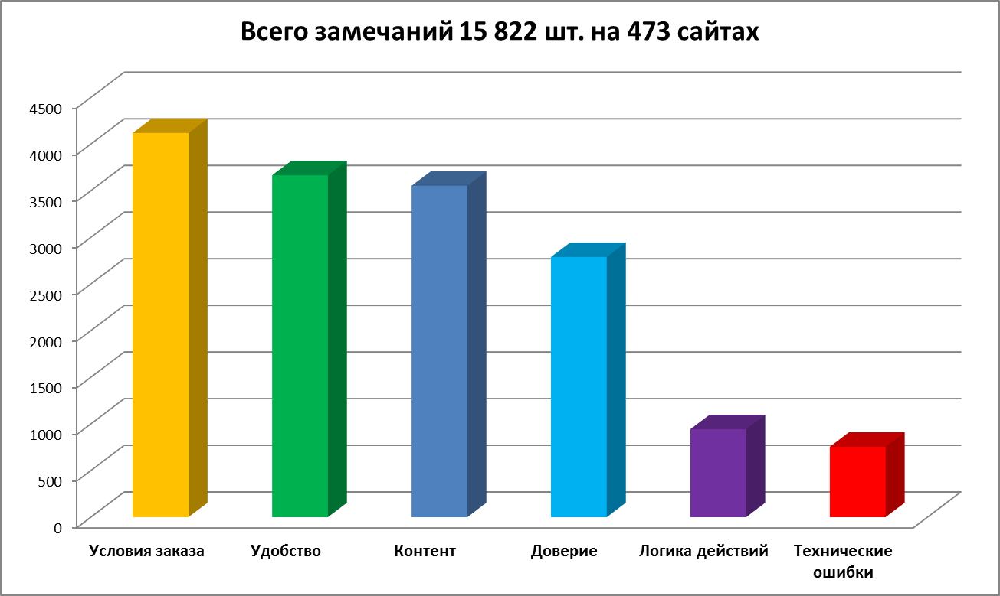 Всего замечаний 15 822 шт. на 473 сайтах
4500
4000
3500
3000
2500
2000
1500
1000
500
0
Условия заказа
Удобство
Контент
Доверие
Логика действий
Технические
ошибки